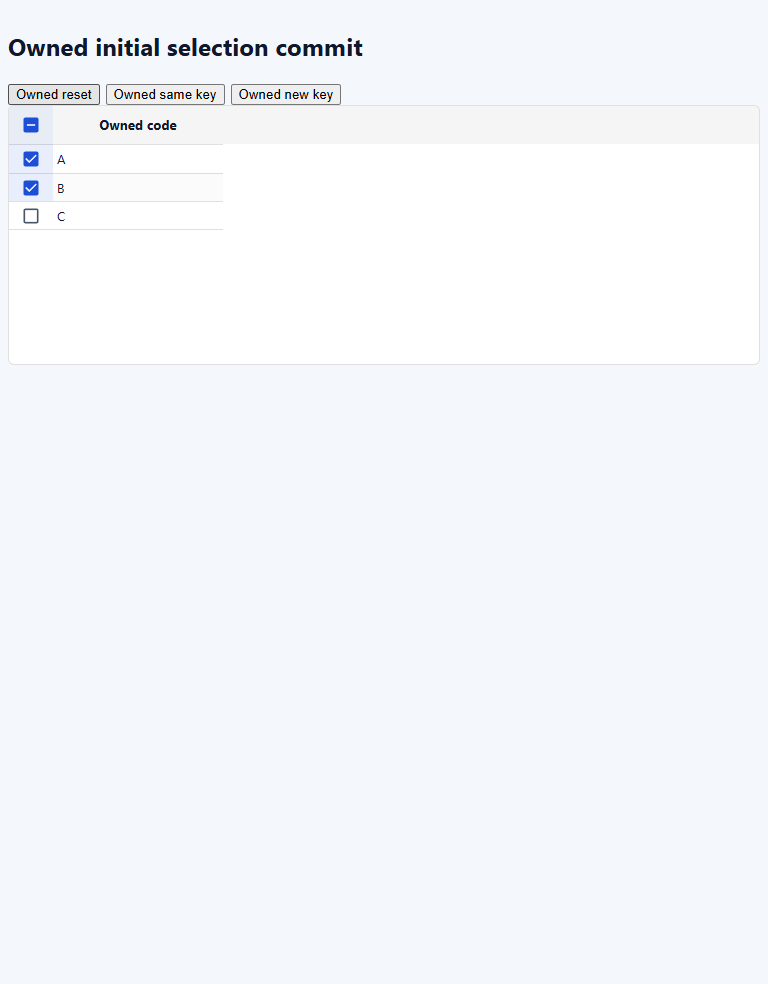 Owned initial selection commit
Owned reset Owned same key Owned new key
Owned code
A
B
C